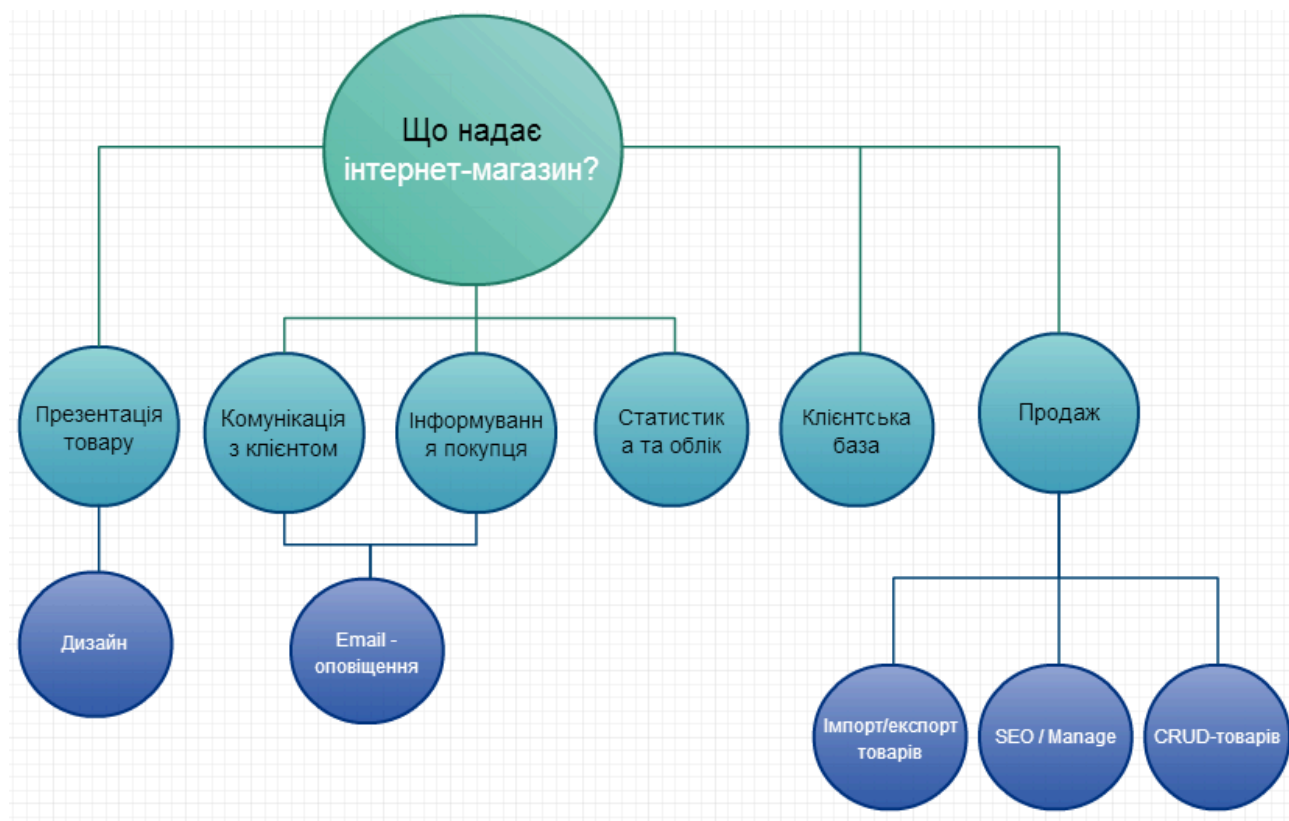 Що надає
інтернет-магазин?
Презентація
товару
Комунікація
з клієнтом
Інформуванн
я покупця
Статистик
а та облік
Клієнтська
база
Продаж
Дизайн
Email -
оповіщення
Імпорт/експорт
товарів
SEO / Manage
CRUD-товарів